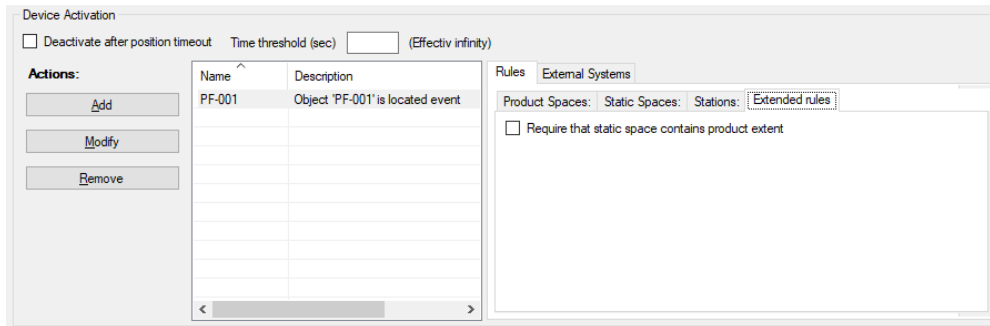 Device Activation
Deactivate after position timeout Time threshold (sec) (Effectiv infinity)
Actions:
Add
Modify
Remove
Name Description
PF-001 Object 'PF-001' is located event
Rules External Systems
Product Spaces: Static Spaces: Stations: Extended rules
Require that static space contains product extent